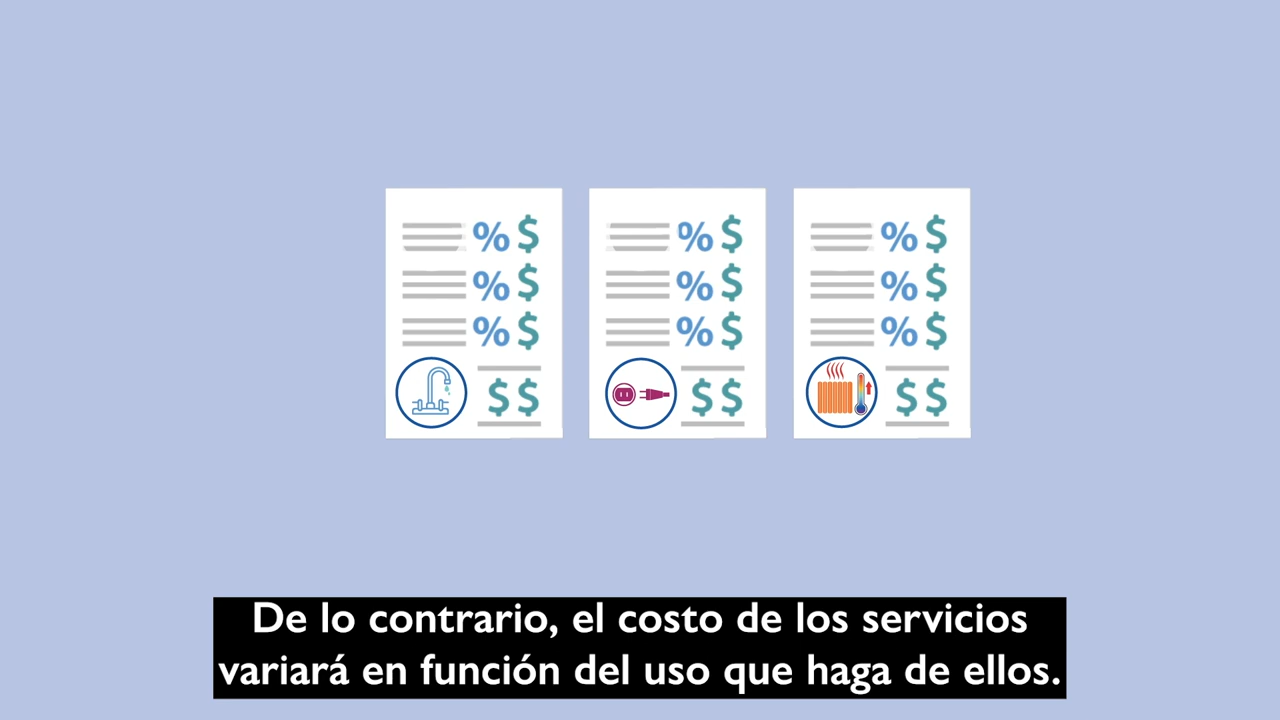 % $ % $ % $
% $ % $ % $
% $ % $ % $
$$ $$ $$
De lo contrario, el costo de los servicios
variará en función del uso que haga de ellos.